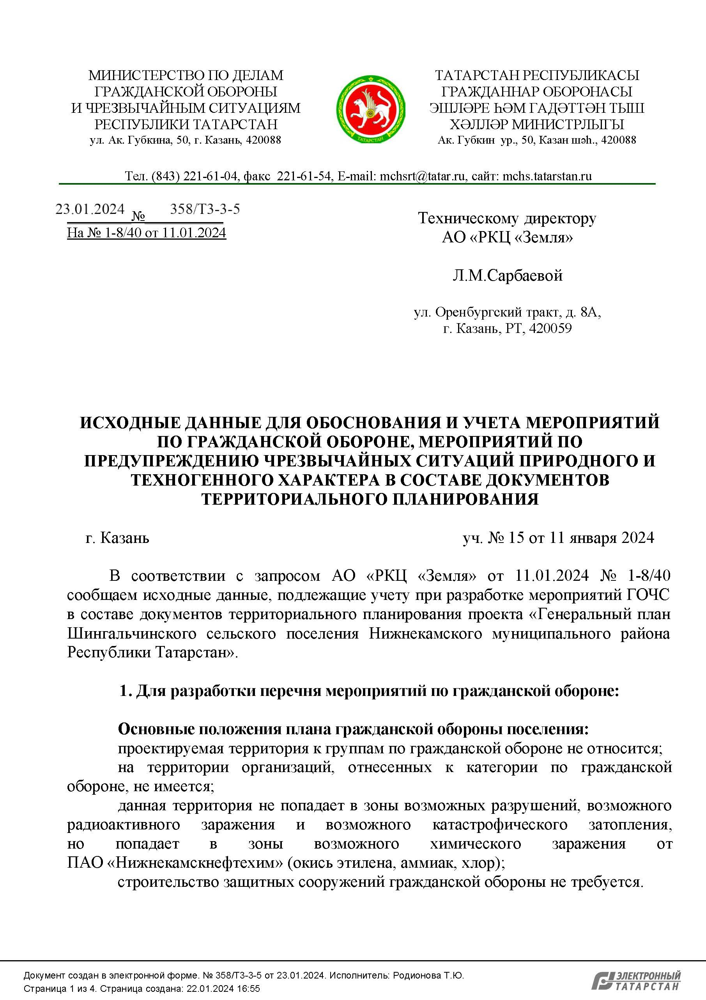 МИНИСТЕРСТВО ПО ДЕЛАМ
ГРАЖДАНСКОЙ ОБОРОНЫ
И ЧРЕЗВЫЧАЙНЫМ СИТУАЦИЯМ
РЕСПУБЛИКИ ТАТАРСТАН
ул. Ак. Губкина, 50, г. Казань, 420088
ТАТАРСТАН
ТАТАРСТАН РЕСПУБЛИКАСЫ
ГРАЖДАННАР ОБОРОНАСЫ
ЭШЛӘРЕ ҺӘМ ГАДӘТТӘН ТЫШ
ХӘЛЛӘР МИНИСТРЛЫГЫ
Ак. Губкин ур., 50, Казан шәһ., 420088
Тел. (843) 221-61-04, факс 221-61-54, E-mail: mchsrt@tatar.ru, сайт: mchs.tatarstan.ru
23.01.2024 № 358/ТЗ-3-5
На № 1-8/40 от 11.01.2024
Техническому директору
АО «РКЦ «Земля»
Л.М.Сарбаевой
ул. Оренбургский тракт, д. 8А,
г. Казань, РТ, 420059
ИСХОДНЫЕ ДАННЫЕ ДЛЯ ОБОСНОВАНИЯ И УЧЕТА МЕРОПРИЯТИЙ
ПО ГРАЖДАНСКОЙ ОБОРОНЕ, МЕРОПРИЯТИЙ ПО
ПРЕДУПРЕЖДЕНИЮ ЧРЕЗВЫЧАЙНЫХ СИТУАЦИЙ ПРИРОДНОГО И
ТЕХНОГЕННОГО ХАРАКТЕРА В СОСТАВЕ ДОКУМЕНТОВ
ТЕРРИТОРИАЛЬНОГО ПЛАНИРОВАНИЯ
г. Казань уч. № 15 от 11 января 2024
В соответствии с запросом АО «РКЦ «Земля» от 11.01.2024 № 1-8/40
сообщаем исходные данные, подлежащие учету при разработке мероприятий ГОЧС
в составе документов территориального планирования проекта «Генеральный план
Шингальчинского сельского поселения Нижнекамского муниципального района
Республики Татарстан».
1. Для разработки перечня мероприятий по гражданской обороне:
Основные положения плана гражданской обороны поселения:
проектируемая территория к группам по гражданской обороне не относится;
на территории организаций, отнесенных к категории по гражданской
обороне, не имеется;
данная территория не попадает в зоны возможных разрушений, возможного
радиоактивного заражения и возможного катастрофического затопления,
но попадает в зоны возможного химического заражения от
ПАО «Нижнекамскнефтехим» (окись этилена, аммиак, хлор);
строительство защитных сооружений гражданской обороны не требуется.
Документ создан в электронной форме. № 358/ТЗ-3-5 от 23.01.2024. Исполнитель: Родионова Т.Ю.
Страница 1 из 4. Страница создана: 22.01.2024 16:55
ЭЛЕКТРОННЫЙ
ТАТАРСТАН